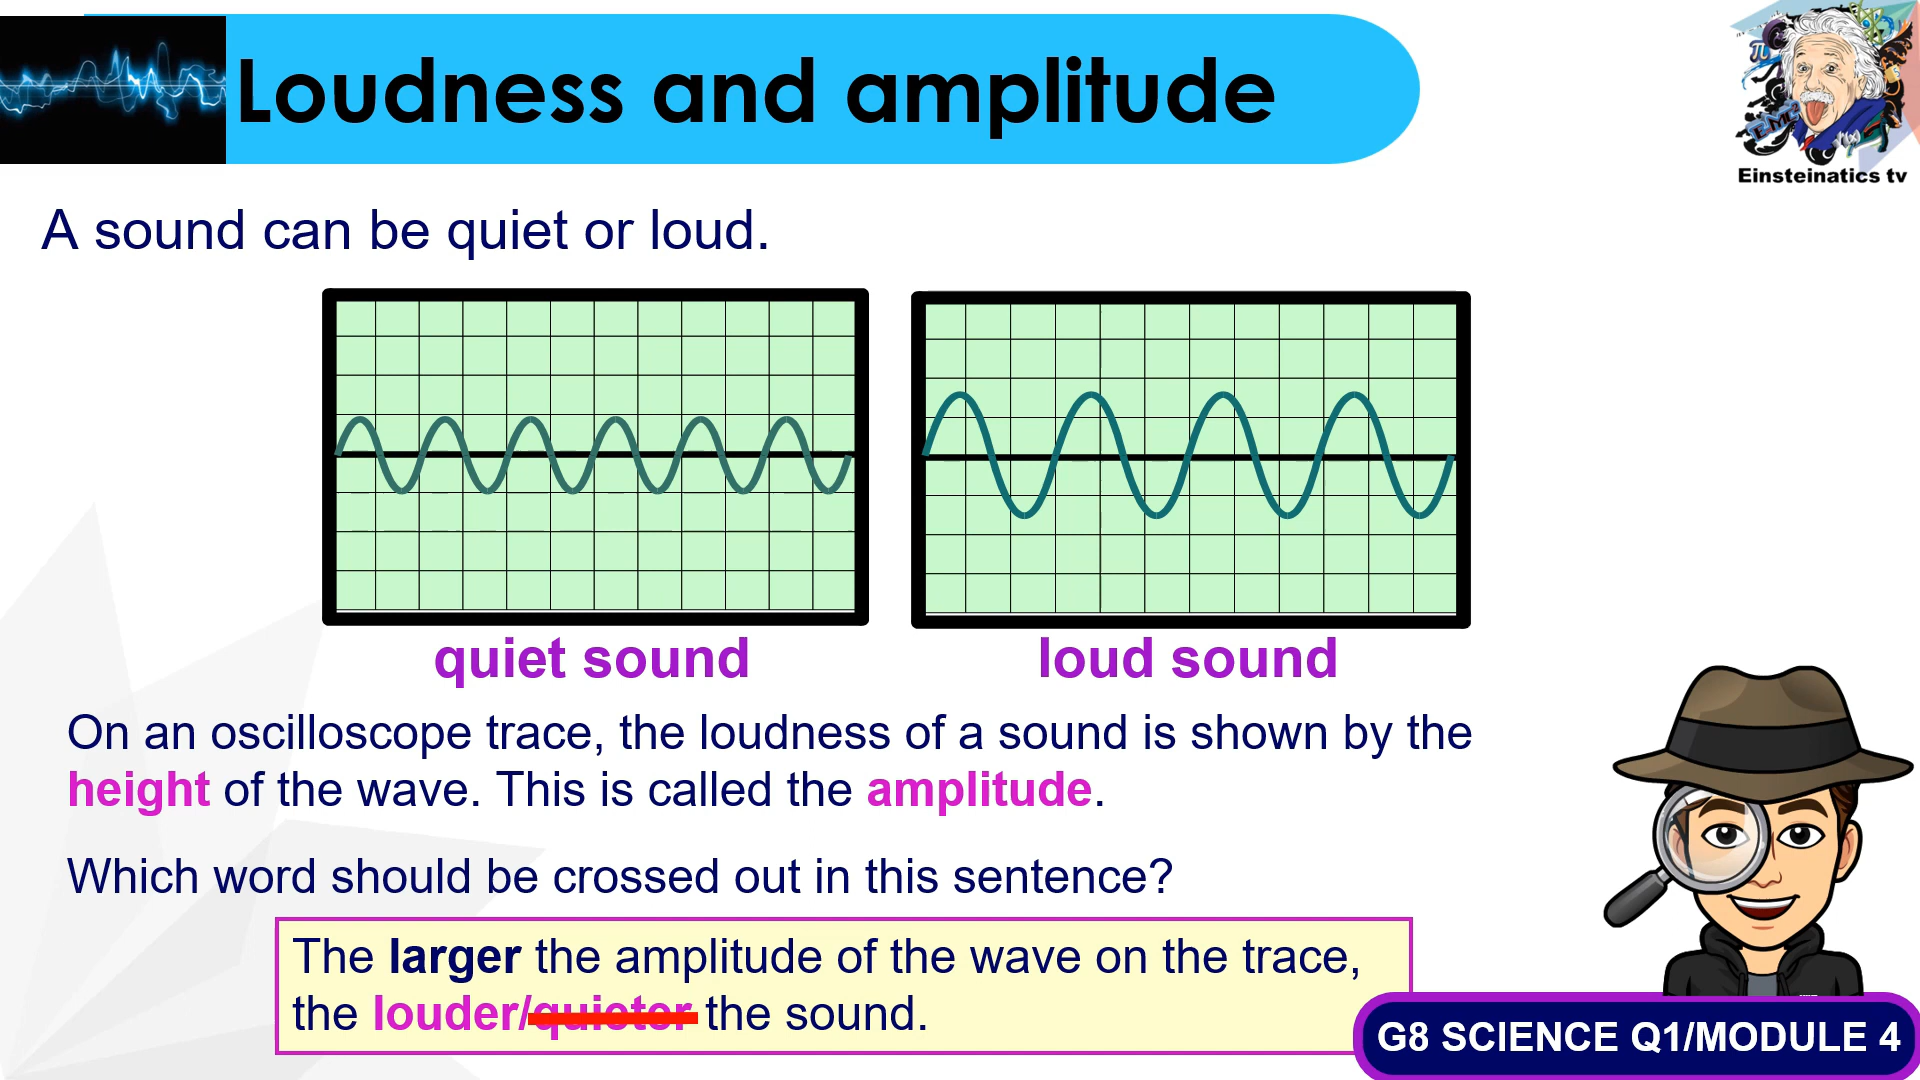 Loudness and amplitude
Einsteinatics tv
A sound can be quiet or loud.
quiet sound
loud sound
On an oscilloscope trace, the loudness of a sound is shown by the
height of the wave. This is called the amplitude.
Which word should be crossed out in this sentence?
The larger the amplitude of the wave on the trace,
the louder/quieter the sound.
G8 SCIENCE Q1/MODULE 4